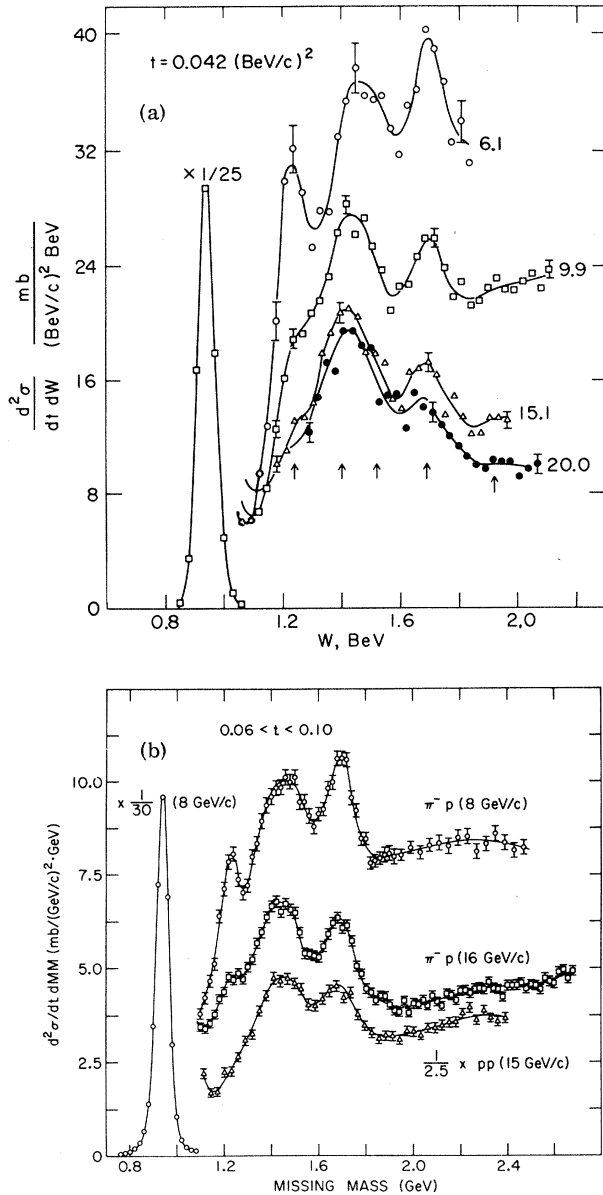 t = 0.042 (BeV/c)²
(a)
× 1/25
6.1
9.9
15.1
20.0
40
32
24
16
8
0
d²σ / dt dW
mb / (BeV/c)² BeV
0.8 1.2 1.6 2.0
W, BeV
(b)
0.06 < t < 0.10
× 1/30 (8 GeV/c)
π⁻ p (8 GeV/c)
π⁻ p (16 GeV/c)
1/2.5 × pp (15 GeV/c)
10.0
7.5
5.0
2.5
0
d²σ/dt dMM (mb/(GeV/c)²·GeV)
0.8 1.2 1.6 2.0 2.4
MISSING MASS (GeV)